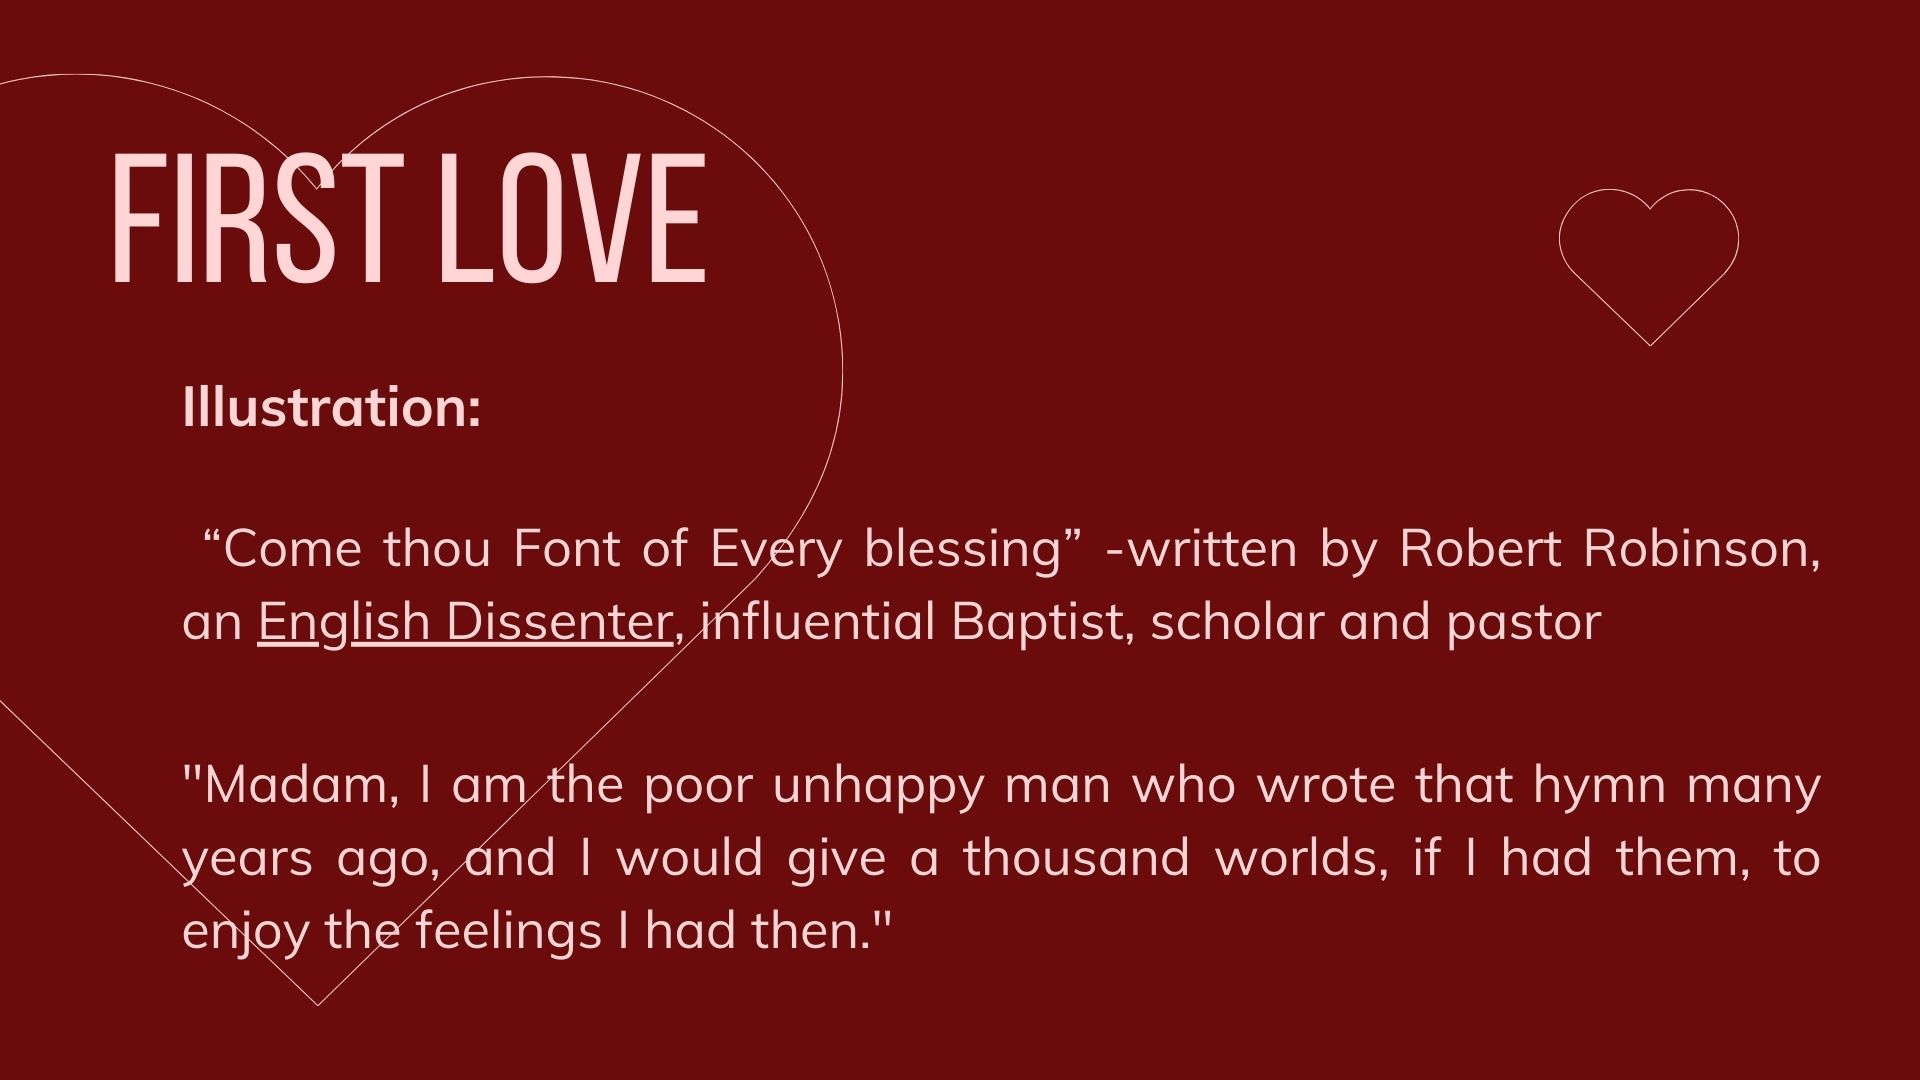 FIRST LOVE
Illustration:
“Come thou Font of Every blessing” -written by Robert Robinson,
an English Dissenter, influential Baptist, scholar and pastor
"Madam, I am the poor unhappy man who wrote that hymn many
years ago, and I would give a thousand worlds, if I had them, to
enjoy the feelings I had then."